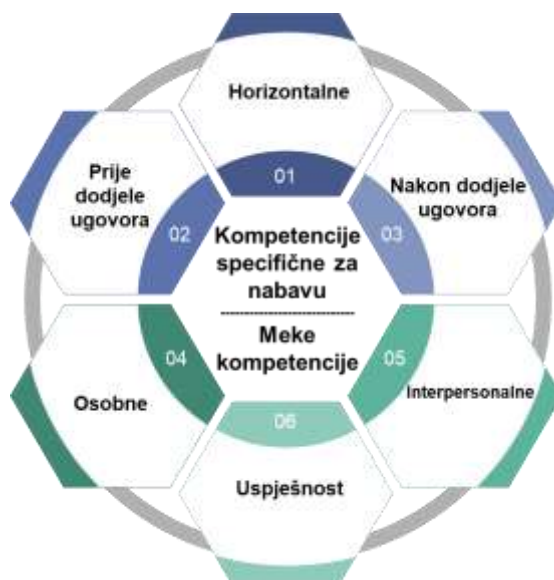 Horizontalne
01
Prije
dodjele
ugovora
02
Nakon dodjele
ugovora
03
Kompetencije
specifične za
nabavu
Meke
kompetencije
04
Osobne
05
Interpersonalne
06
Uspješnost